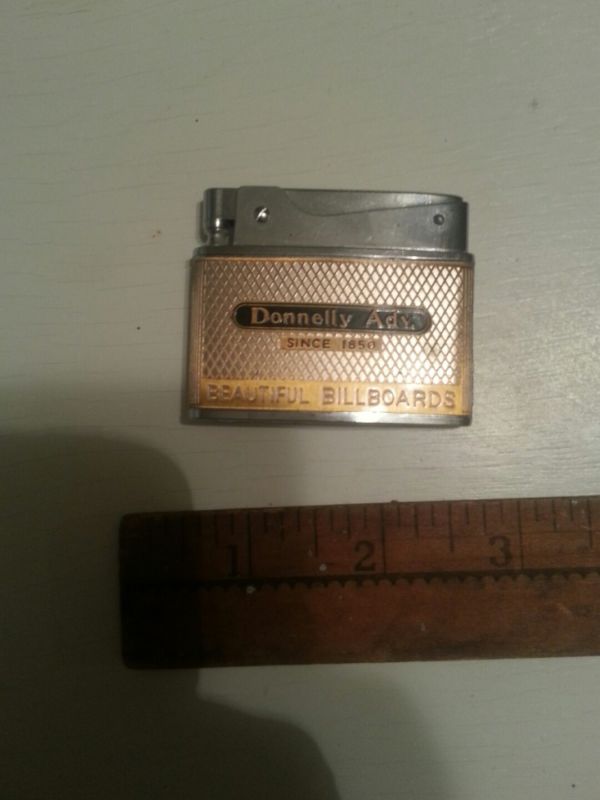 Donnelly Adv.
SINCE 1850
BEAUTIFUL BILLBOARDS
1 2 3